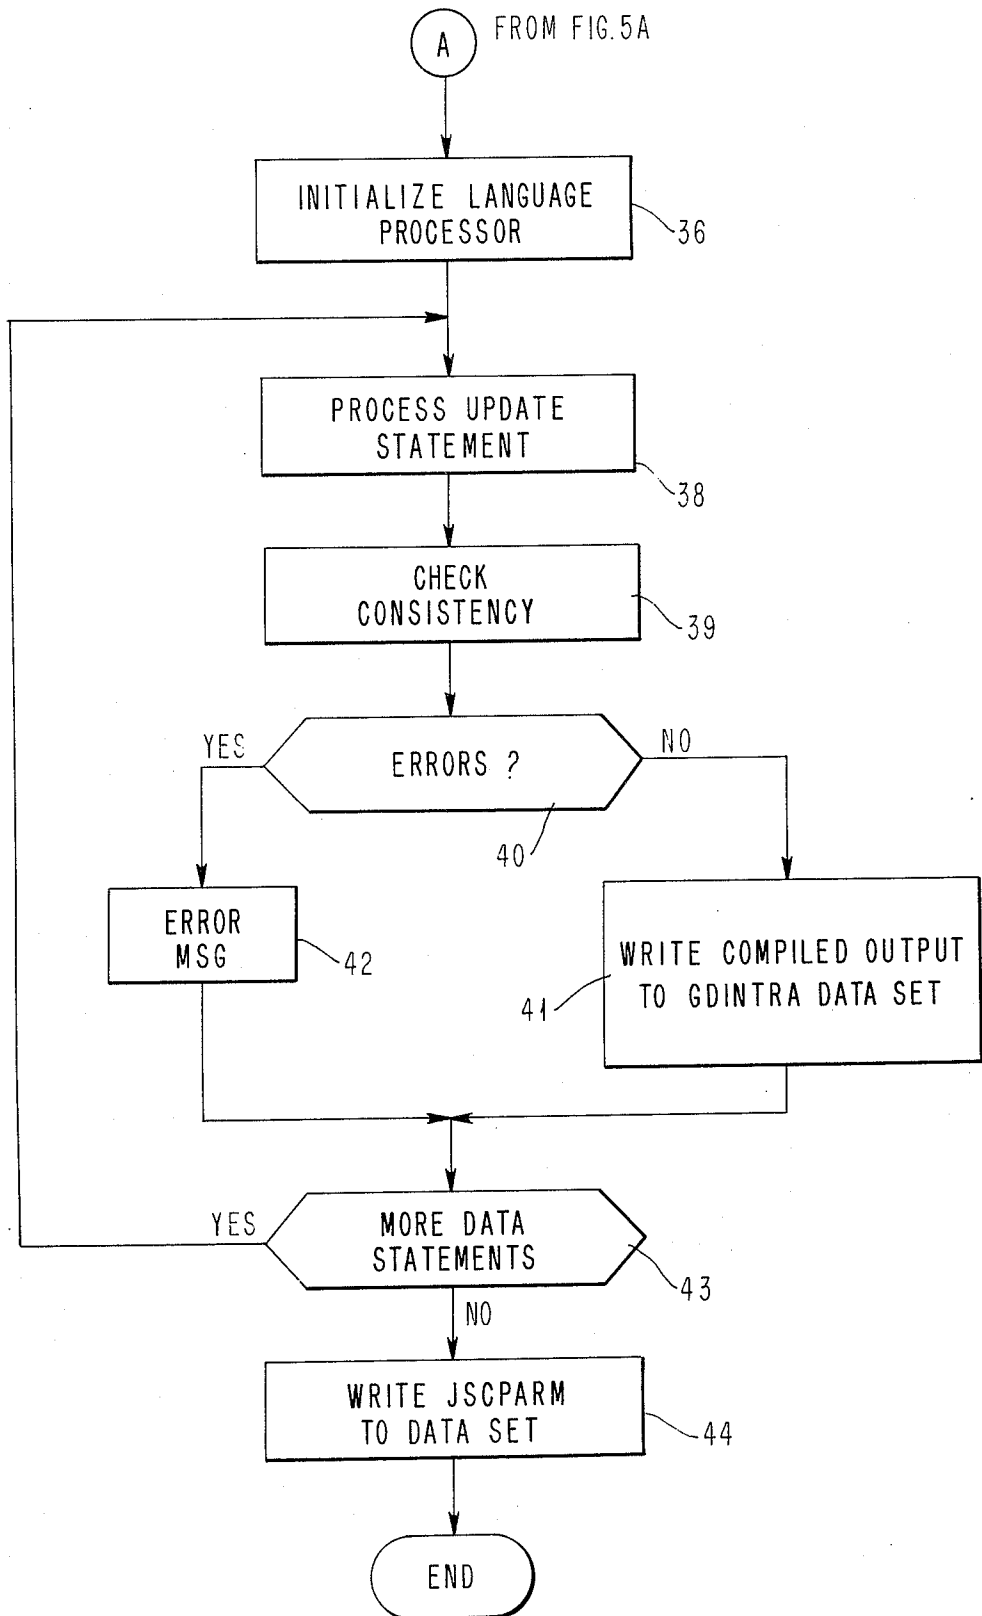 A
FROM FIG. 5A
INITIALIZE LANGUAGE
PROCESSOR
36
PROCESS UPDATE
STATEMENT
38
CHECK
CONSISTENCY
39
YES
ERRORS ?
NO
40
ERROR
MSG
42
WRITE COMPILED OUTPUT
TO GDINTRA DATA SET
41
YES
MORE DATA
STATEMENTS
43
NO
WRITE JSCPARM
TO DATA SET
44
END